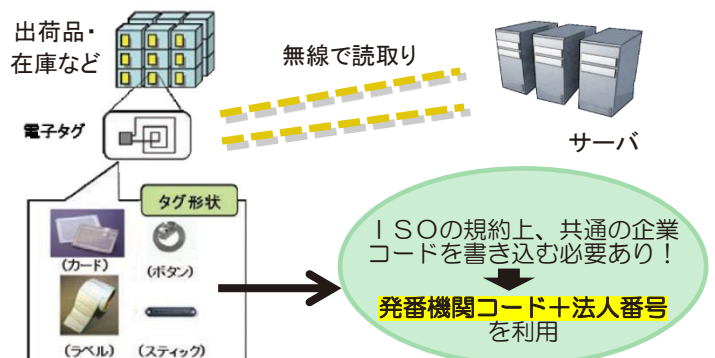 出荷品・
在庫など
無線で読取り
電子タグ
サーバ
タグ形状
(カード)
(ボタン)
(ラベル)
(スティック)
ＩＳＯの規約上、共通の企業
コードを書き込む必要あり！
発番機関コード＋法人番号
を利用